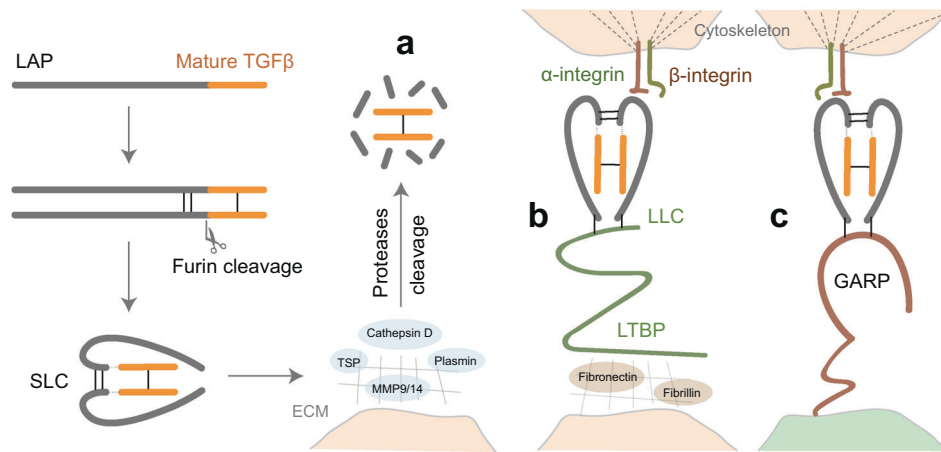 LAP
Mature TGFβ
Furin cleavage
SLC
a
Proteases
cleavage
Cathepsin D
TSP
Plasmin
MMP9/14
ECM
Cytoskeleton
α-integrin
β-integrin
b
LLC
LTBP
Fibronectin
Fibrillin
c
GARP